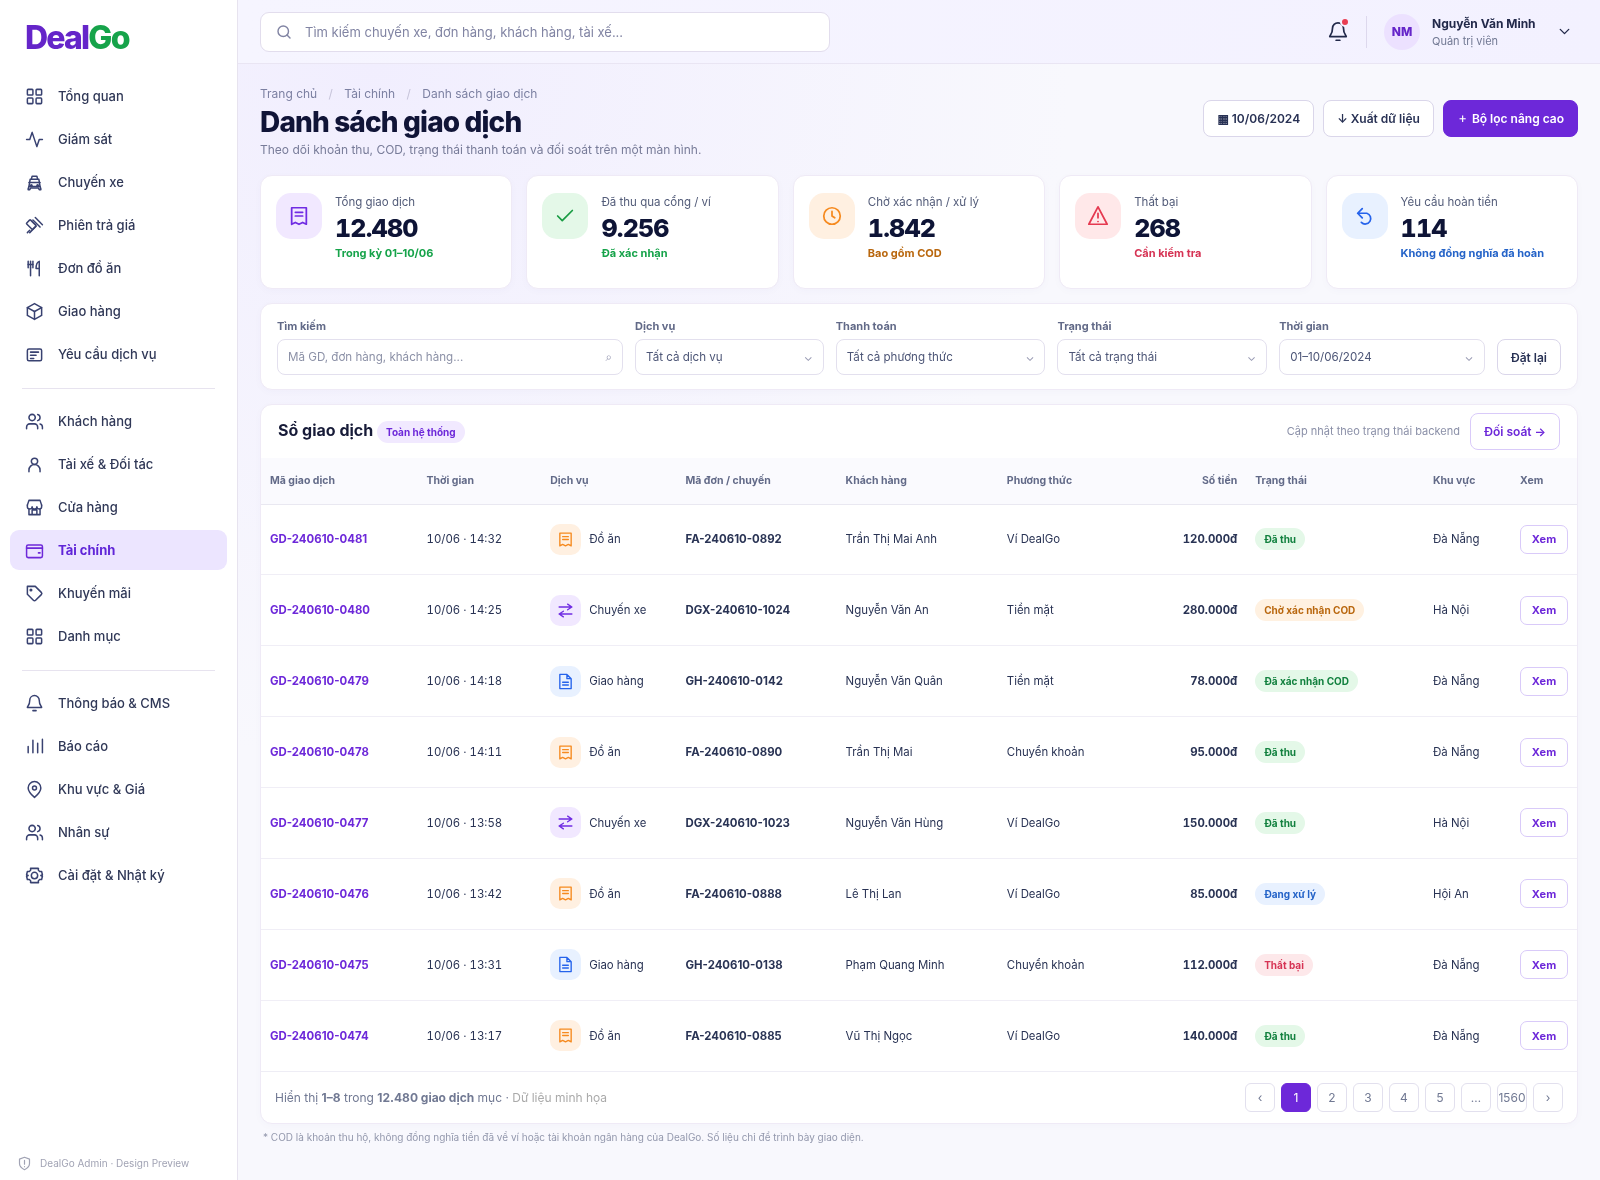 DealGo
Tổng quan
Giám sát
Chuyến xe
Phiên trả giá
Đơn đồ ăn
Giao hàng
Yêu cầu dịch vụ
Khách hàng
Tài xế & Đối tác
Cửa hàng
Tài chính
Khuyến mãi
Danh mục
Thông báo & CMS
Báo cáo
Khu vực & Giá
Nhân sự
Cài đặt & Nhật ký
DealGo Admin · Design Preview
Tìm kiếm chuyến xe, đơn hàng, khách hàng, tài xế...
NM
Nguyễn Văn Minh
Quản trị viên
Trang chủ / Tài chính / Danh sách giao dịch
Danh sách giao dịch
Theo dõi khoản thu, COD, trạng thái thanh toán và đối soát trên một màn hình.
▦ 10/06/2024
↓ Xuất dữ liệu
+ Bộ lọc nâng cao
Tổng giao dịch
12.480
Trong kỳ 01–10/06
Đã thu qua cổng / ví
9.256
Đã xác nhận
Chờ xác nhận / xử lý
1.842
Bao gồm COD
Thất bại
268
Cần kiểm tra
Yêu cầu hoàn tiền
114
Không đồng nghĩa đã hoàn
Tìm kiếm Dịch vụ Thanh toán Trạng thái Thời gian
Mã GD, đơn hàng, khách hàng... Tất cả dịch vụ Tất cả phương thức Tất cả trạng thái 01–10/06/2024 Đặt lại
Sổ giao dịch Toàn hệ thống Cập nhật theo trạng thái backend Đối soát →
Mã giao dịch Thời gian Dịch vụ Mã đơn / chuyến Khách hàng Phương thức Số tiền Trạng thái Khu vực Xem
GD-240610-0481 10/06 · 14:32 Đồ ăn FA-240610-0892 Trần Thị Mai Anh Ví DealGo 120.000đ Đã thu Đà Nẵng Xem
GD-240610-0480 10/06 · 14:25 Chuyến xe DGX-240610-1024 Nguyễn Văn An Tiền mặt 280.000đ Chờ xác nhận COD Hà Nội Xem
GD-240610-0479 10/06 · 14:18 Giao hàng GH-240610-0142 Nguyễn Văn Quân Tiền mặt 78.000đ Đã xác nhận COD Đà Nẵng Xem
GD-240610-0478 10/06 · 14:11 Đồ ăn FA-240610-0890 Trần Thị Mai Chuyển khoản 95.000đ Đã thu Đà Nẵng Xem
GD-240610-0477 10/06 · 13:58 Chuyến xe DGX-240610-1023 Nguyễn Văn Hùng Ví DealGo 150.000đ Đã thu Hà Nội Xem
GD-240610-0476 10/06 · 13:42 Đồ ăn FA-240610-0888 Lê Thị Lan Ví DealGo 85.000đ Đang xử lý Hội An Xem
GD-240610-0475 10/06 · 13:31 Giao hàng GH-240610-0138 Phạm Quang Minh Chuyển khoản 112.000đ Thất bại Đà Nẵng Xem
GD-240610-0474 10/06 · 13:17 Đồ ăn FA-240610-0885 Vũ Thị Ngọc Ví DealGo 140.000đ Đã thu Đà Nẵng Xem
Hiển thị 1–8 trong 12.480 giao dịch mục · Dữ liệu minh họa ‹ 1 2 3 4 5 ... 1560 ›
* COD là khoản thu hộ, không đồng nghĩa tiền đã về ví hoặc tài khoản ngân hàng của DealGo. Số liệu chỉ để trình bày giao diện.